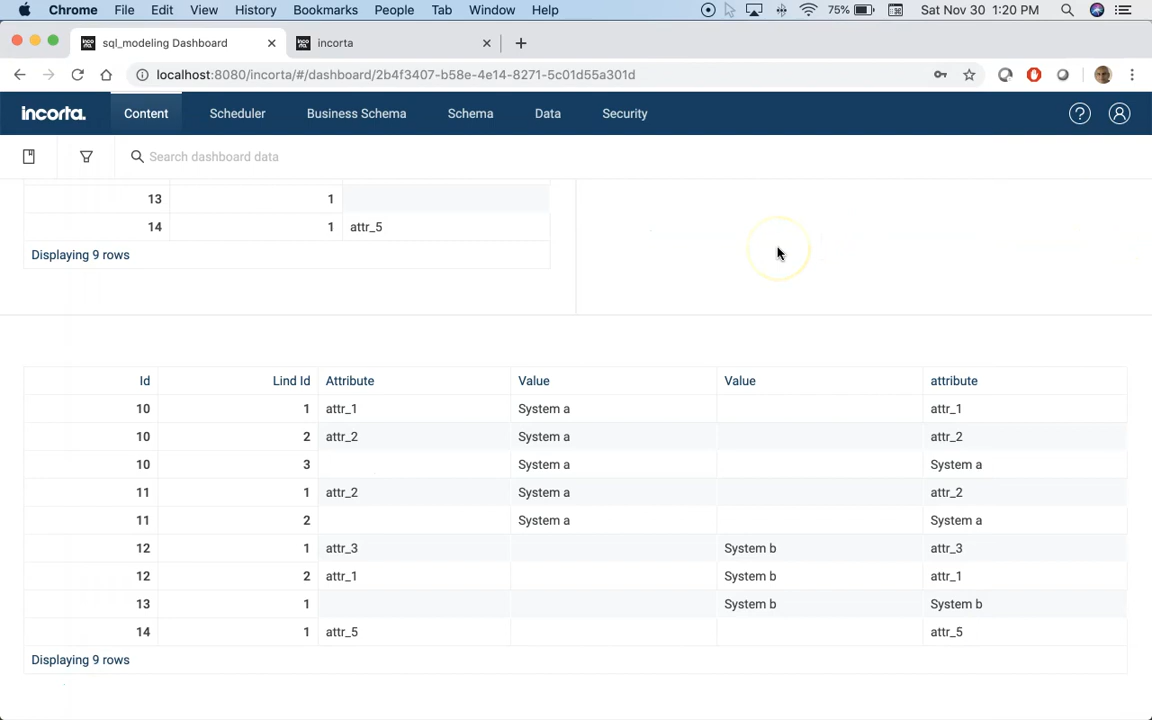 Chrome File Edit View History Bookmarks People Tab Window Help 75% Sat Nov 30 1:20 PM
sql_modeling Dashboard incorta
localhost:8080/incorta/#/dashboard/2b4f3407-b58e-4e14-8271-5c01d55a301d
incorta. Content Scheduler Business Schema Schema Data Security
Search dashboard data
13 1
14 1 attr_5
Displaying 9 rows
Id Lind Id Attribute Value Value attribute
10 1 attr_1 System a attr_1
10 2 attr_2 System a attr_2
10 3 System a System a
11 1 attr_2 System a attr_2
11 2 System a System a
12 1 attr_3 System b attr_3
12 2 attr_1 System b attr_1
13 1 System b System b
14 1 attr_5 attr_5
Displaying 9 rows